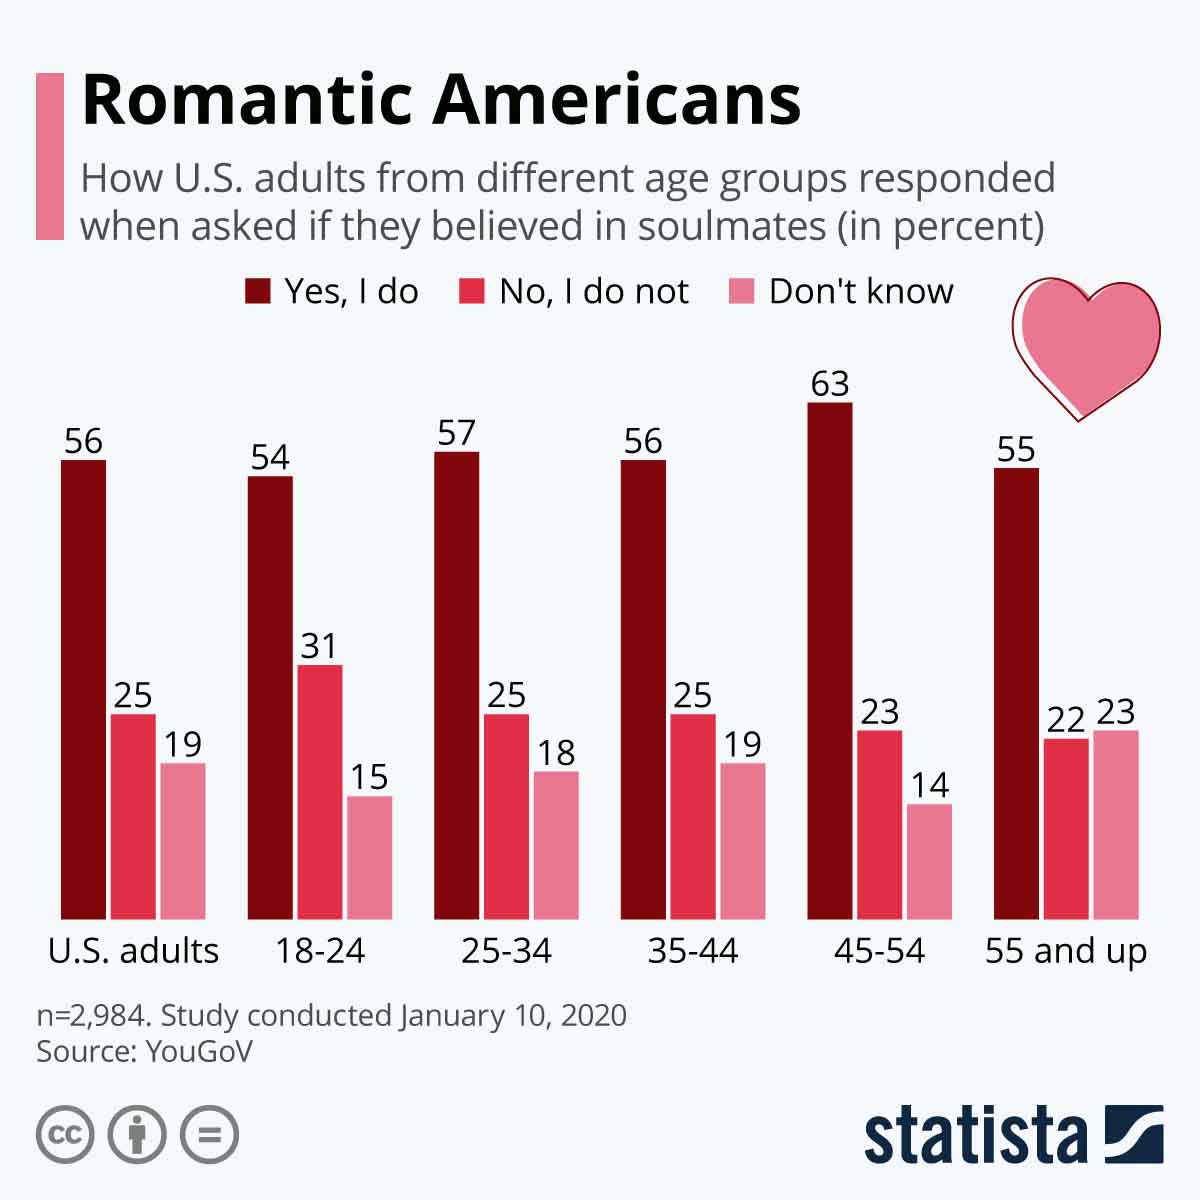 Romantic Americans
How U.S. adults from different age groups responded
when asked if they believed in soulmates (in percent)
Yes, I do No, I do not Don't know
56 25 19
54 31 15
57 25 18
56 25 19
63 23 14
55 22 23
U.S. adults 18-24 25-34 35-44 45-54 55 and up
n=2,984. Study conducted January 10, 2020
Source: YouGoV
cc =
statista